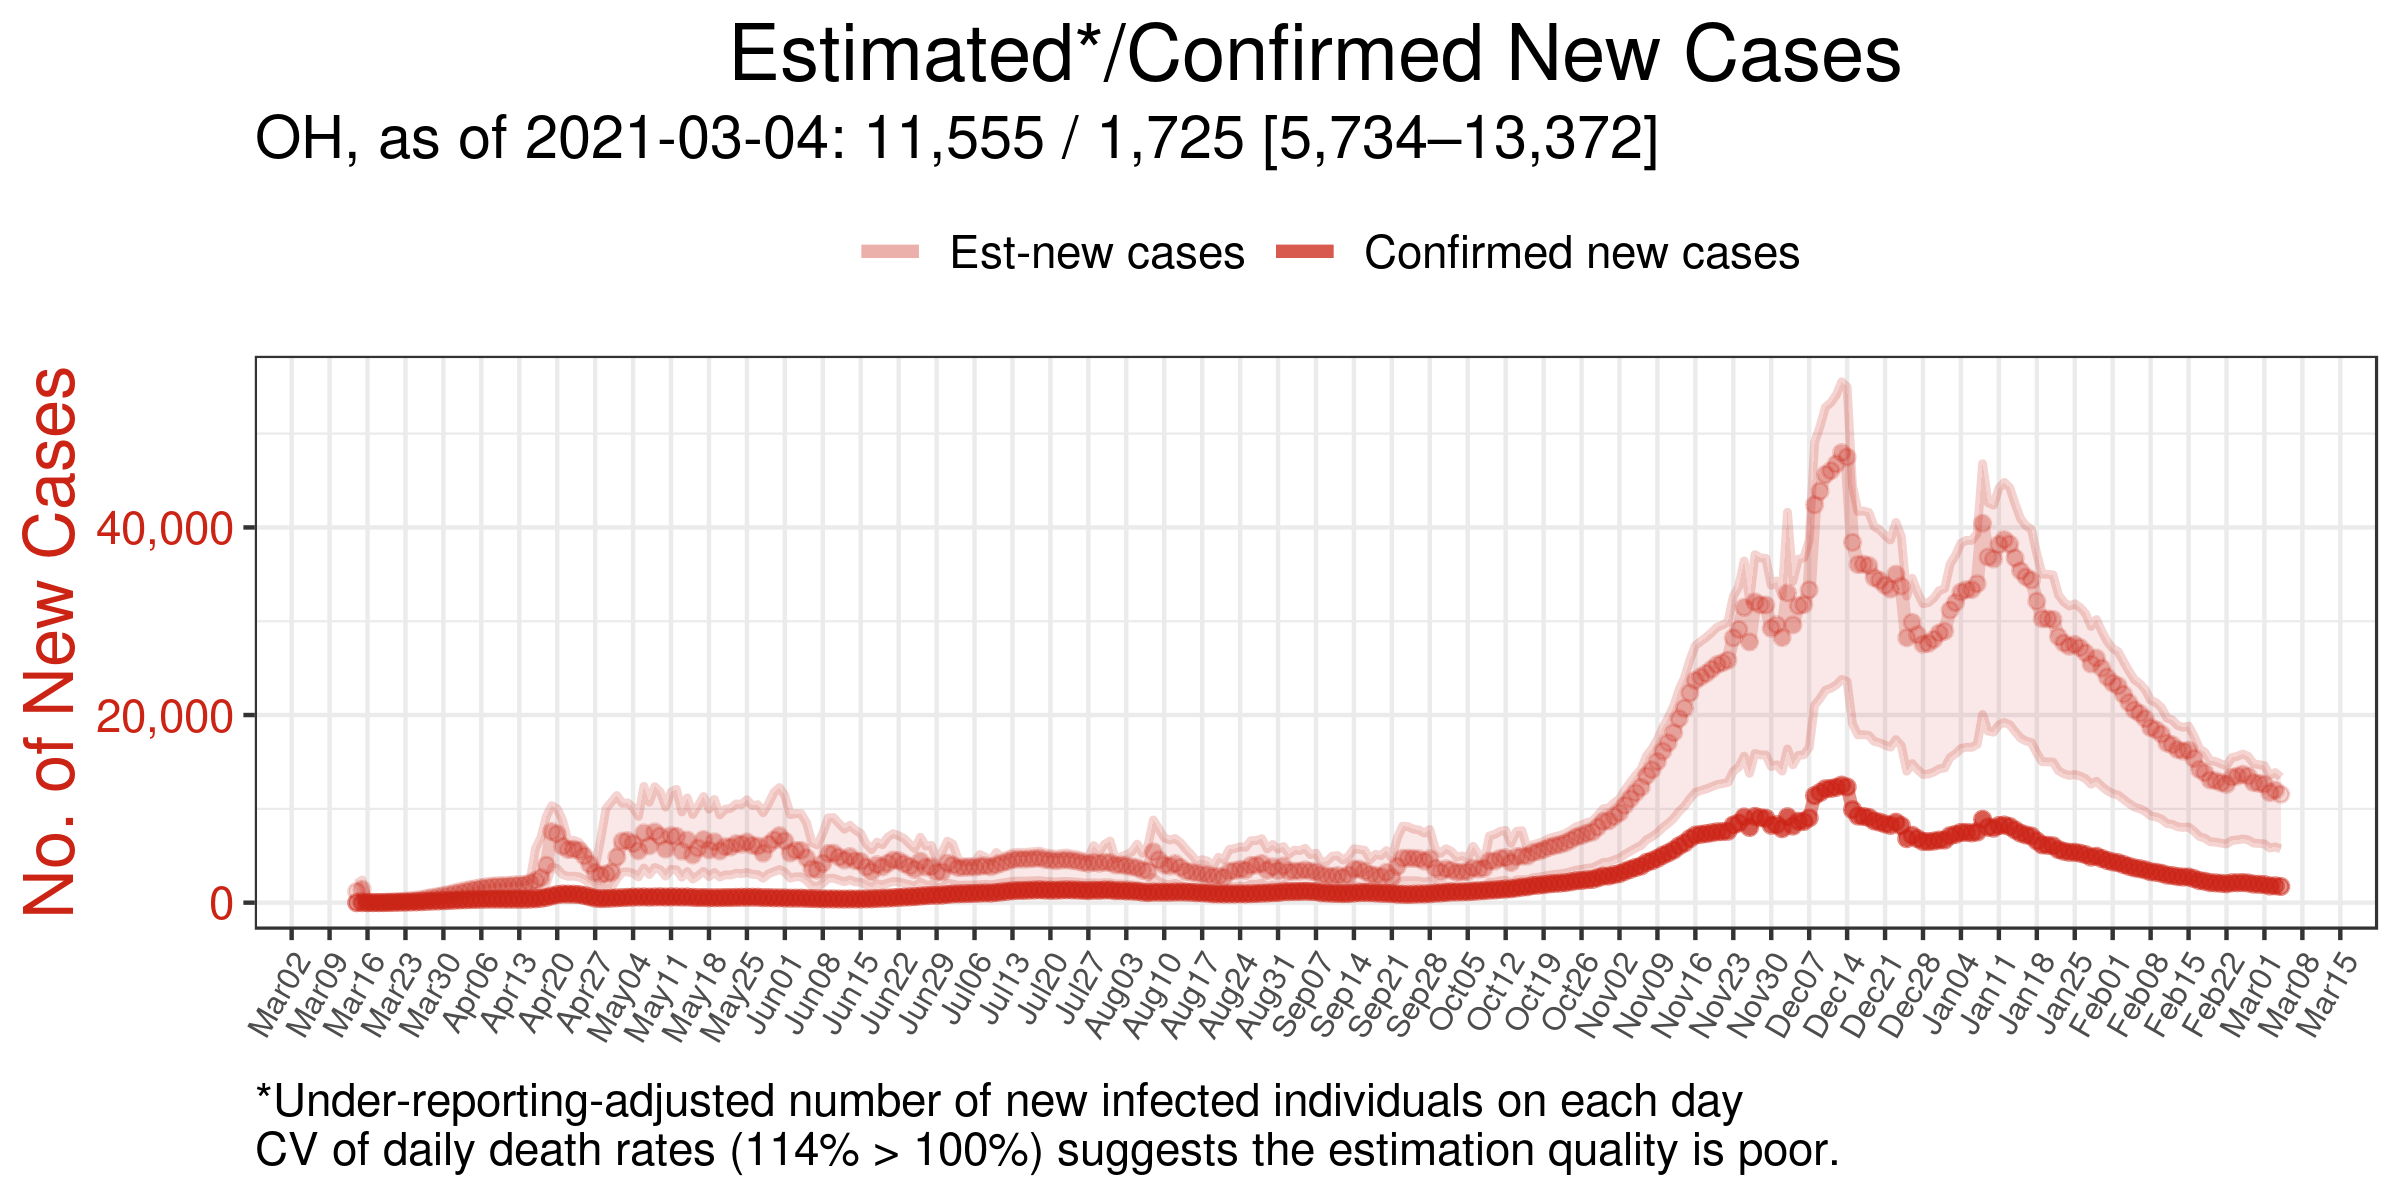 Estimated*/Confirmed New Cases
OH, as of 2021-03-04: 11,555 / 1,725 [5,734–13,372]
Est-new cases
Confirmed new cases
No. of New Cases
40,000
20,000
0
Mar02
Mar09
Mar16
Mar23
Mar30
Apr06
Apr13
Apr20
Apr27
May04
May11
May18
May25
Jun01
Jun08
Jun15
Jun22
Jun29
Jul06
Jul13
Jul20
Jul27
Aug03
Aug10
Aug17
Aug24
Aug31
Sep07
Sep14
Sep21
Sep28
Oct05
Oct12
Oct19
Oct26
Nov02
Nov09
Nov16
Nov23
Nov30
Dec07
Dec14
Dec21
Dec28
Jan04
Jan11
Jan18
Jan25
Feb01
Feb08
Feb15
Feb22
Mar01
Mar08
Mar15
*Under-reporting-adjusted number of new infected individuals on each day
CV of daily death rates (114% > 100%) suggests the estimation quality is poor.